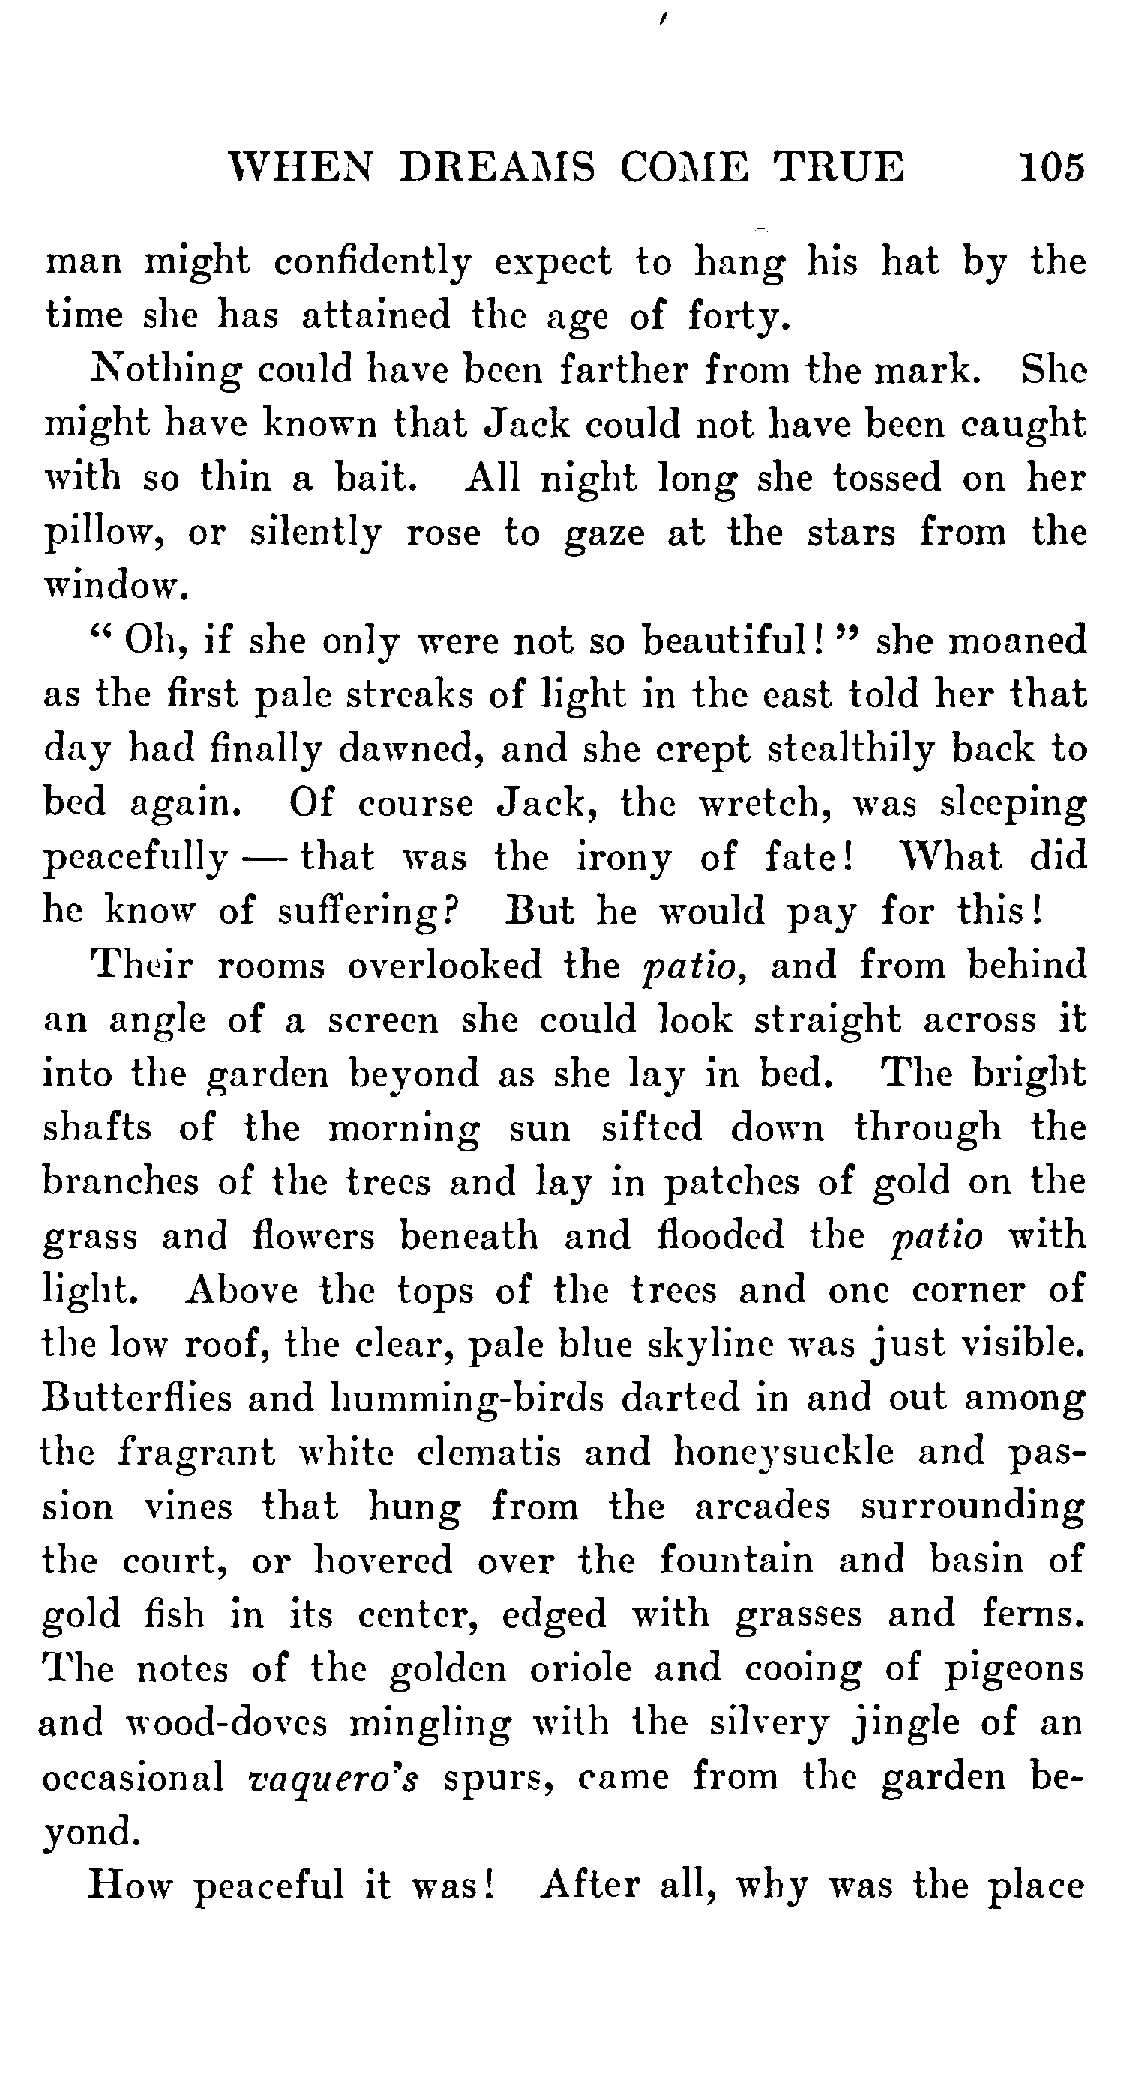 WHEN DREAMS COME TRUE 105
man might confidently expect to hang his hat by the
time she has attained the age of forty.
Nothing could have been farther from the mark. She
might have known that Jack could not have been caught
with so thin a bait. All night long she tossed on her
pillow, or silently rose to gaze at the stars from the
window.
“ Oh, if she only were not so beautiful! ” she moaned
as the first pale streaks of light in the east told her that
day had finally dawned, and she crept stealthily back to
bed again. Of course Jack, the wretch, was sleeping
peacefully — that was the irony of fate! What did
he know of suffering? But he would pay for this!
Their rooms overlooked the patio, and from behind
an angle of a screen she could look straight across it
into the garden beyond as she lay in bed. The bright
shafts of the morning sun sifted down through the
branches of the trees and lay in patches of gold on the
grass and flowers beneath and flooded the patio with
light. Above the tops of the trees and one corner of
the low roof, the clear, pale blue skyline was just visible.
Butterflies and humming-birds darted in and out among
the fragrant white clematis and honeysuckle and pas-
sion vines that hung from the arcades surrounding
the court, or hovered over the fountain and basin of
gold fish in its center, edged with grasses and ferns.
The notes of the golden oriole and cooing of pigeons
and wood-doves mingling with the silvery jingle of an
occasional vaquero's spurs, came from the garden be-
yond.
How peaceful it was! After all, why was the place